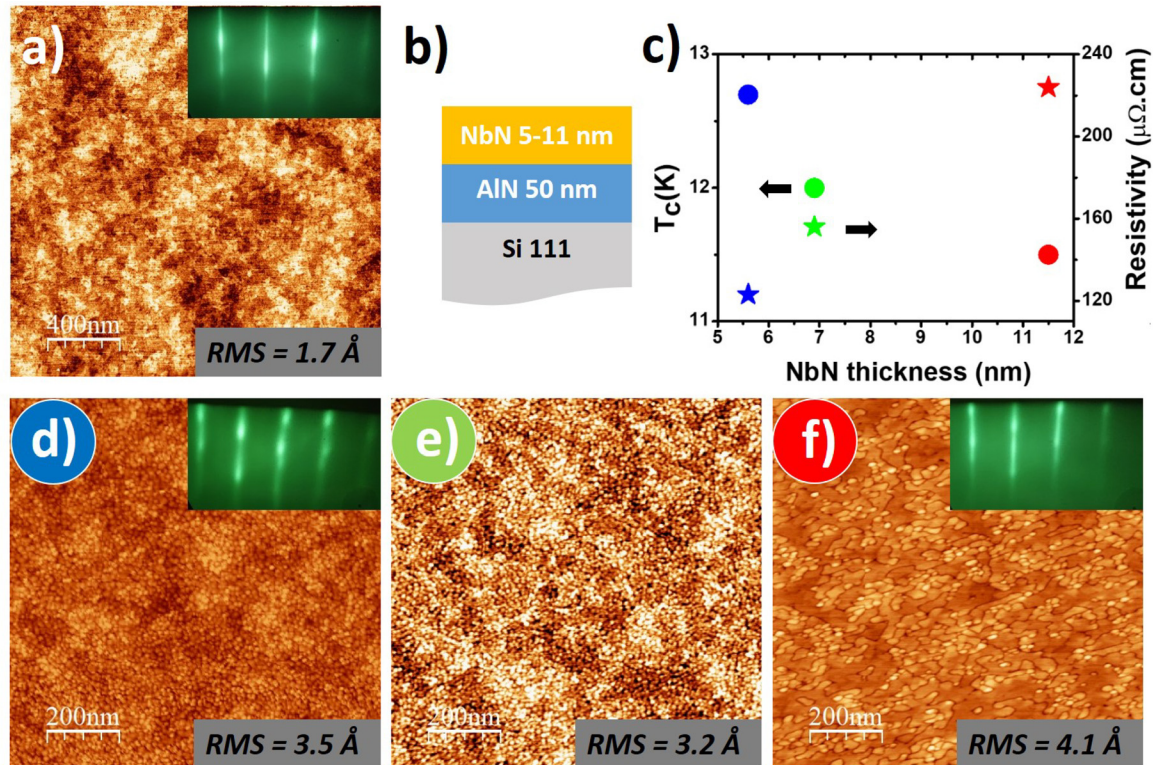 a)
400nm
RMS = 1.7 Å
b)
NbN 5-11 nm
AlN 50 nm
Si 111
c)
13
12
11
T_C(K)
5 6 7 8 9 10 11 12
NbN thickness (nm)
240
200
160
120
Resistivity (μΩ.cm)
d)
200nm
RMS = 3.5 Å
e)
200nm
RMS = 3.2 Å
f)
200nm
RMS = 4.1 Å